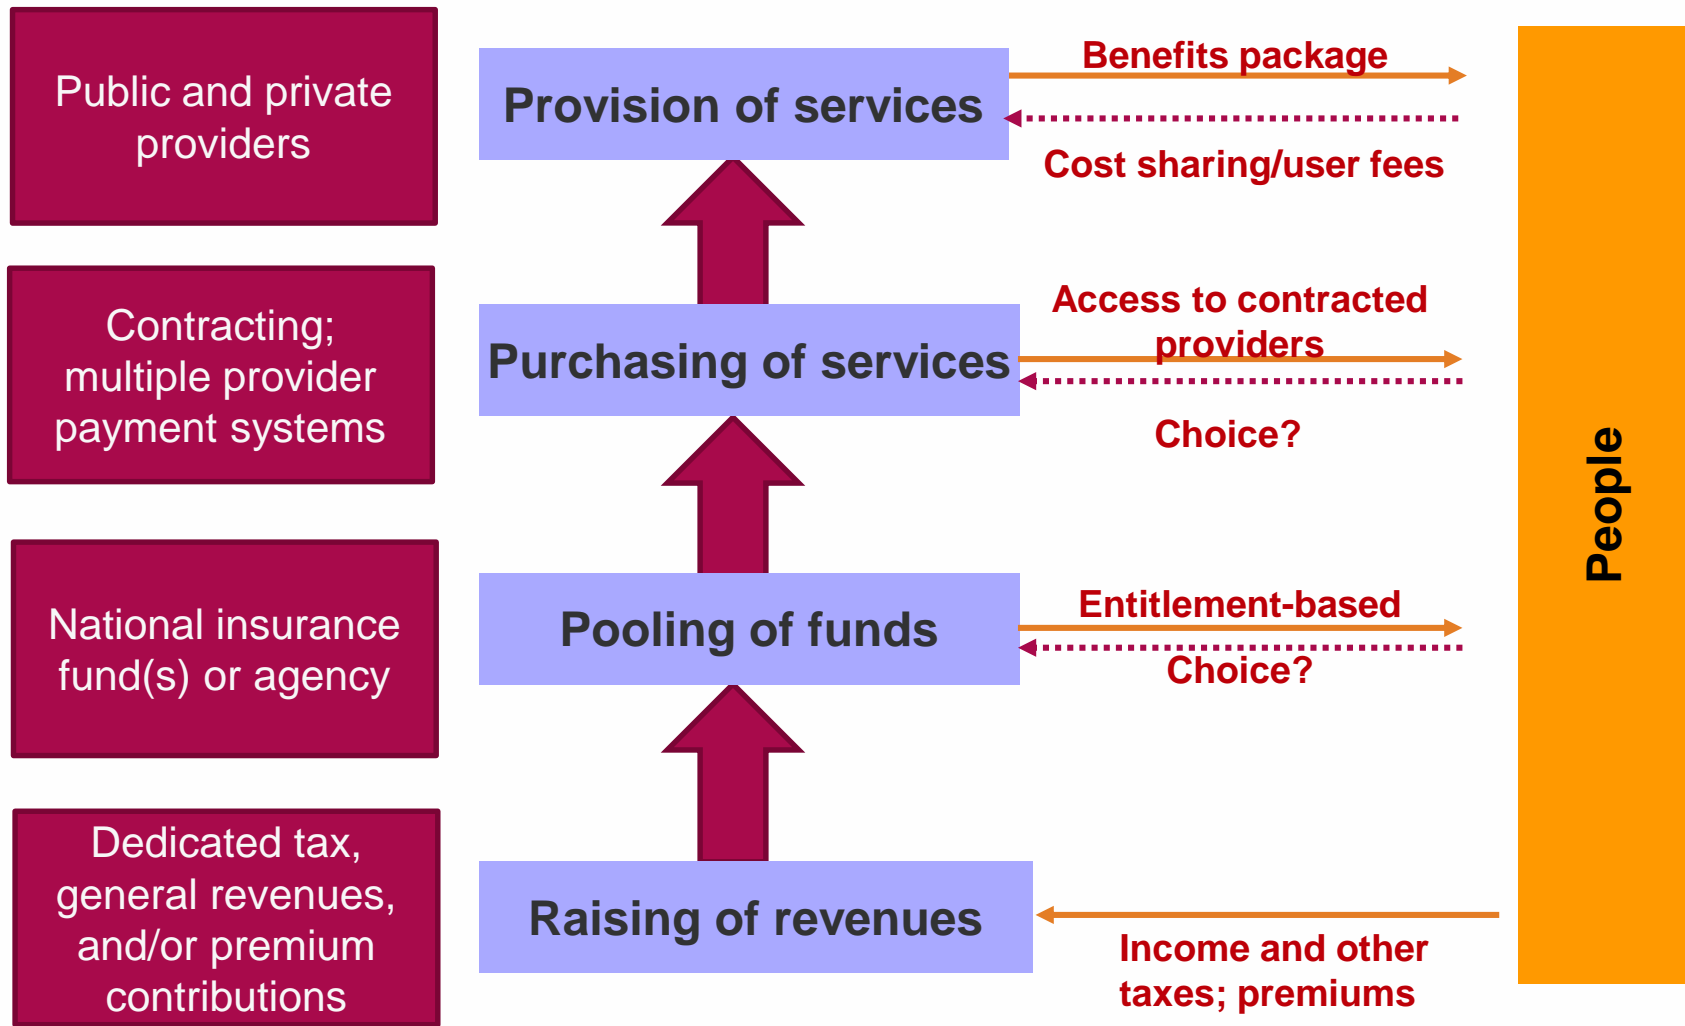 Public and private
providers
Provision of services
Benefits package
Cost sharing/user fees
Contracting;
multiple provider
payment systems
Purchasing of services
Access to contracted
providers
Choice?
National insurance
fund(s) or agency
Pooling of funds
Entitlement-based
Choice?
Dedicated tax,
general revenues,
and/or premium
contributions
Raising of revenues
Income and other
taxes; premiums
People